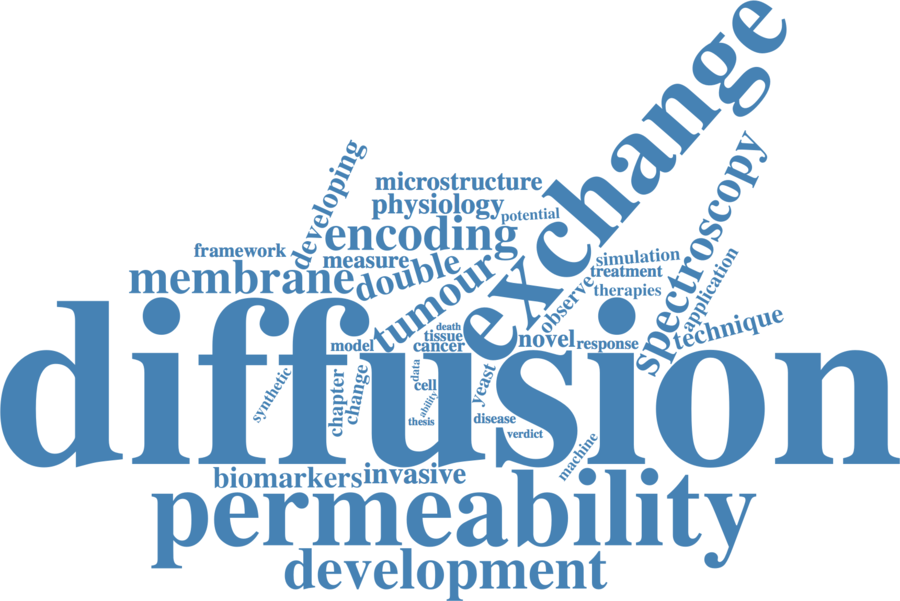 exchange
developing
microstructure
physiology
potential
encoding
spectroscopy
framework
measure
membrane
double
tumour
simulation
treatment
therapies
observe
application
technique
diffusion
death
tissue
model
cancer
novel
response
synthetic
chapter
change
data
cell
ability
thesis
yeast
disease
verdict
machine
biomarkers
invasive
permeability
development